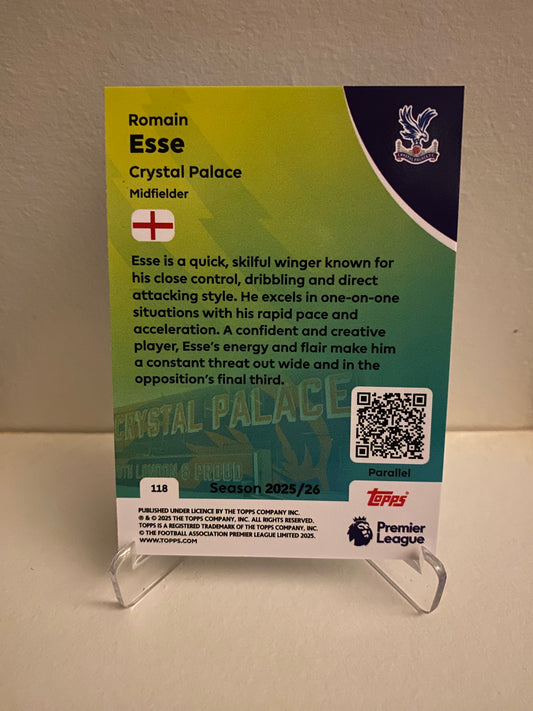 Romain
Esse
Crystal Palace
Midfielder
CRYSTAL PALACE
Esse is a quick, skilful winger known for
his close control, dribbling and direct
attacking style. He excels in one-on-one
situations with his rapid pace and
acceleration. A confident and creative
player, Esse's energy and flair make him
a constant threat out wide and in the
opposition's final third.
CRYSTAL PALACE
SOUTH LONDON & PROUD
Parallel
118
Season 2025/26
Topps
PUBLISHED UNDER LICENCE BY THE TOPPS COMPANY INC.
® & © 2025 THE TOPPS COMPANY, INC. ALL RIGHTS RESERVED.
TOPPS IS A REGISTERED TRADEMARK OF THE TOPPS COMPANY, INC.
© THE FOOTBALL ASSOCIATION PREMIER LEAGUE LIMITED 2025.
WWW.TOPPS.COM
Premier
League